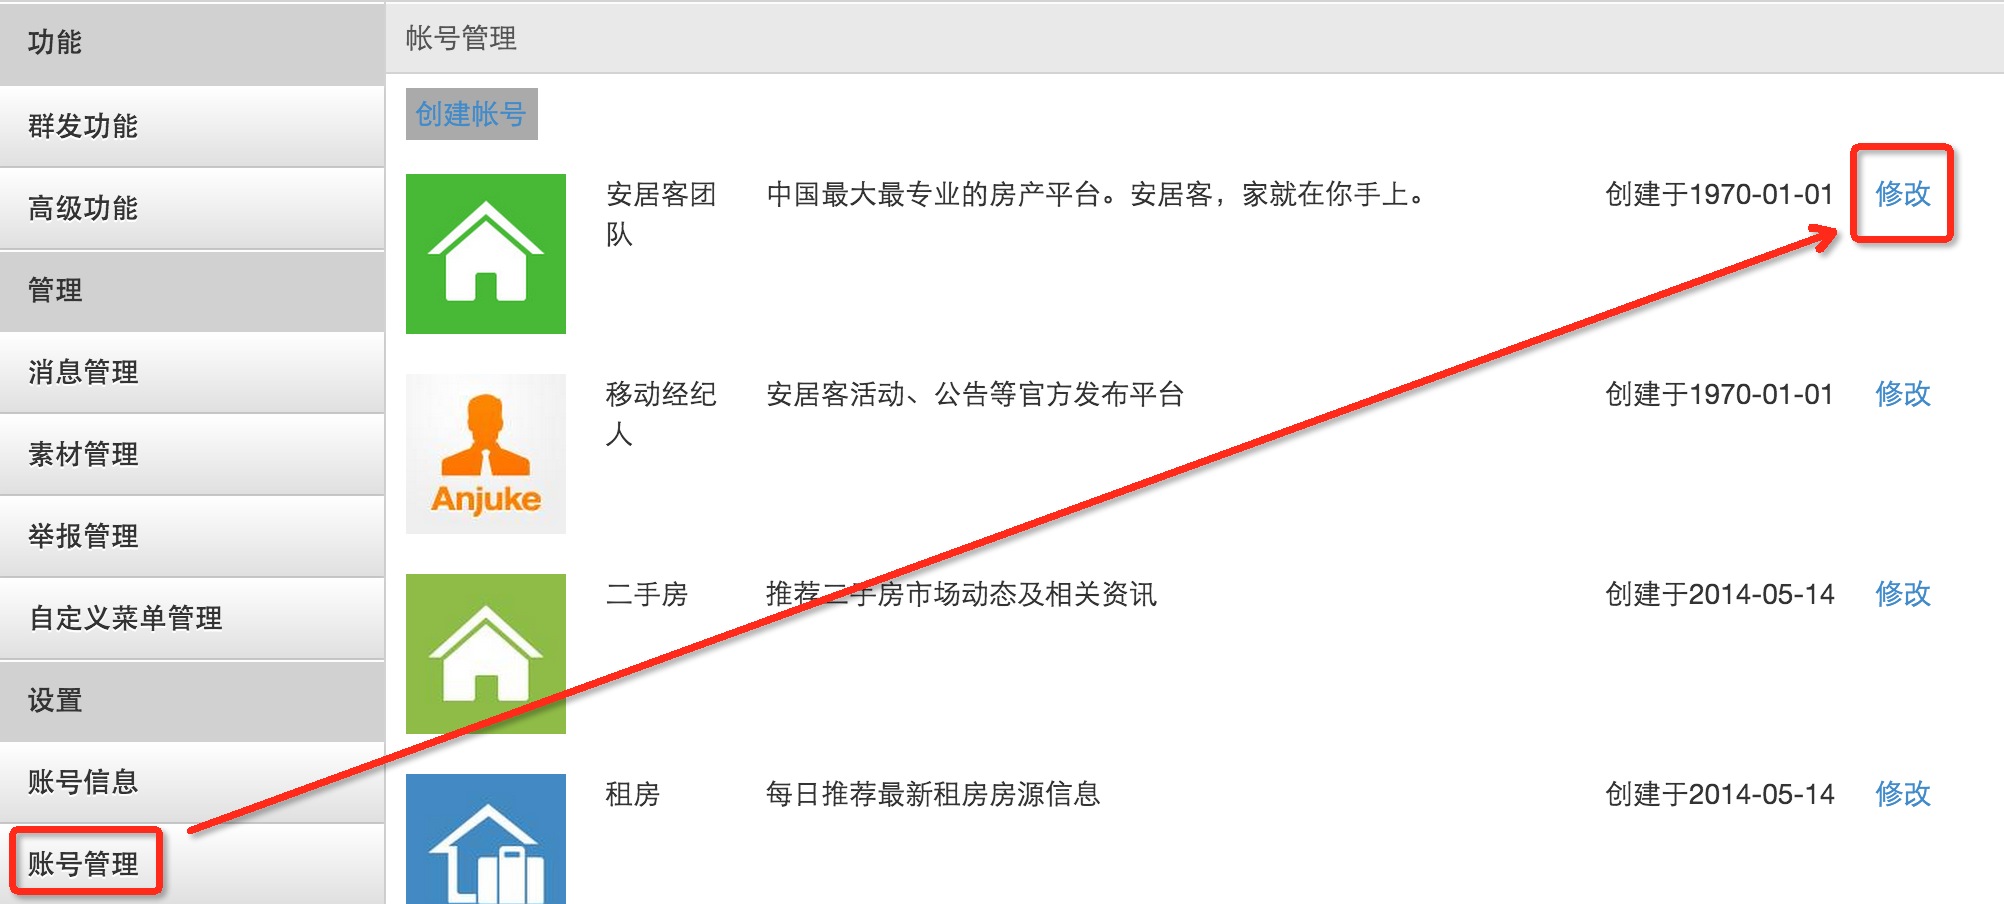 功能
群发功能
高级功能
管理
消息管理
素材管理
举报管理
自定义菜单管理
设置
账号信息
账号管理
帐号管理
创建帐号
安居客团
队
中国最大最专业的房产平台。安居客，家就在你手上。
创建于1970-01-01
修改
Anjuke
移动经纪
人
安居客活动、公告等官方发布平台
创建于1970-01-01
修改
二手房
推荐二手房市场动态及相关资讯
创建于2014-05-14
修改
租房
每日推荐最新租房房源信息
创建于2014-05-14
修改